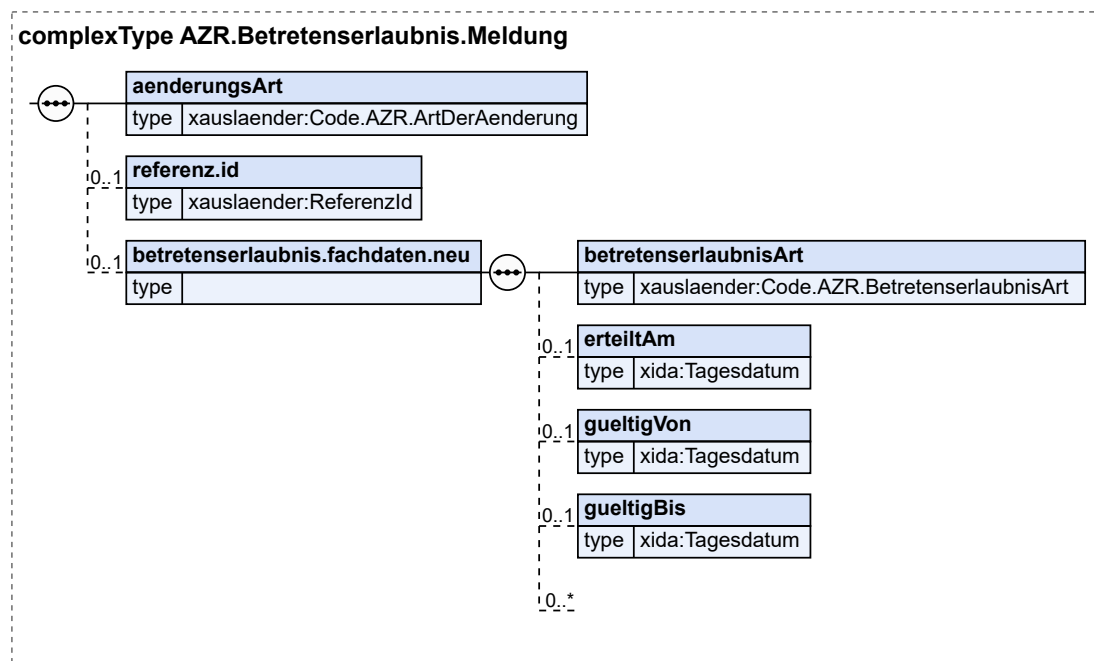 complexType AZR.Betretenserlaubnis.Meldung
aenderungsArt
type xauslaender:Code.AZR.ArtDerAenderung
0..1 referenz.id
type xauslaender:ReferenzId
0..1 betretenserlaubnis.fachdaten.neu
type
betretenserlaubnisArt
type xauslaender:Code.AZR.BetretenserlaubnisArt
0..1 erteiltAm
type xida:Tagesdatum
0..1 gueltigVon
type xida:Tagesdatum
0..1 gueltigBis
type xida:Tagesdatum
0..*